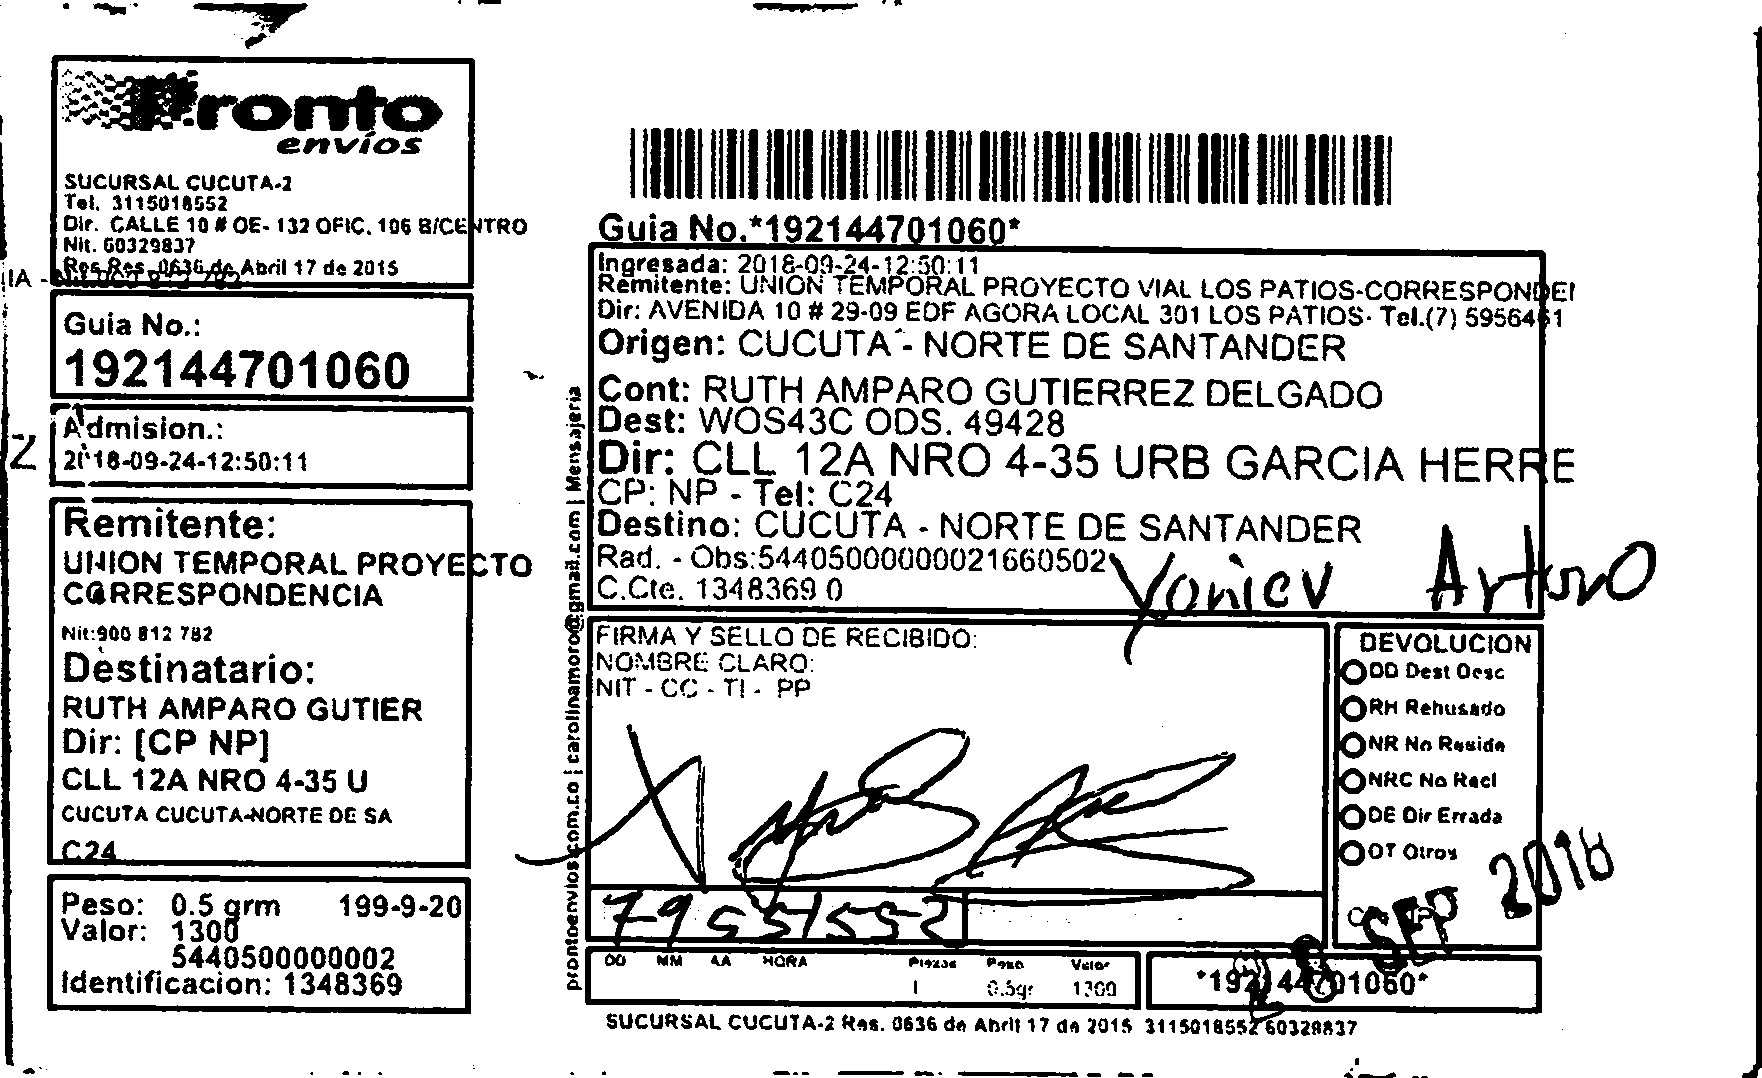 Pronto
envíos
SUCURSAL CUCUTA-2
Tel. 3115018552
Dir. CALLE 10 # OE- 132 OFIC. 106 B/CENTRO
Nit. 60329837
Res Res. 0636 de Abril 17 de 2015
Guia No.:
192144701060
Admision.:
2018-09-24-12:50:11
Remitente:
UNION TEMPORAL PROYECTO
CORRESPONDENCIA
Nit:900 812 782
Destinatario:
RUTH AMPARO GUTIER
Dir: [CP NP]
CLL 12A NRO 4-35 U
CUCUTA CUCUTA-NORTE DE SA
C24
Peso: 0.5 grm 199-9-20
Valor: 1300
5440500000002
Identificacion: 1348369
prontoenvios.com.co | carolinamoro@gmail.com | Mensajeria
Guia No.*192144701060*
Ingresada: 2018-09-24-12:50:11
Remitente: UNION TEMPORAL PROYECTO VIAL LOS PATIOS-CORRESPONDEN
Dir: AVENIDA 10 # 29-09 EDF AGORA LOCAL 301 LOS PATIOS- Tel.(7) 5956461
Origen: CUCUTA - NORTE DE SANTANDER
Cont: RUTH AMPARO GUTIERREZ DELGADO
Dest: WOS43C ODS. 49428
Dir: CLL 12A NRO 4-35 URB GARCIA HERRE
CP: NP - Tel: C24
Destino: CUCUTA - NORTE DE SANTANDER
Rad. - Obs:544050000000021660502
C.Cte. 1348369 0
Arturo
FIRMA Y SELLO DE RECIBIDO:
NOMBRE CLARO:
NIT - CC - TI - PP
DEVOLUCION
DD Dest Desc
RH Rehusado
NR No Reside
NRC No Recl
DE Dir Errada
OT Otros
SEP 2018
DD MM AA HORA Piezas Peso Valor
1 0.5gr 1300
*192144701060*
SUCURSAL CUCUTA-2 Res. 0636 de Abril 17 de 2015 3115018552 60329837